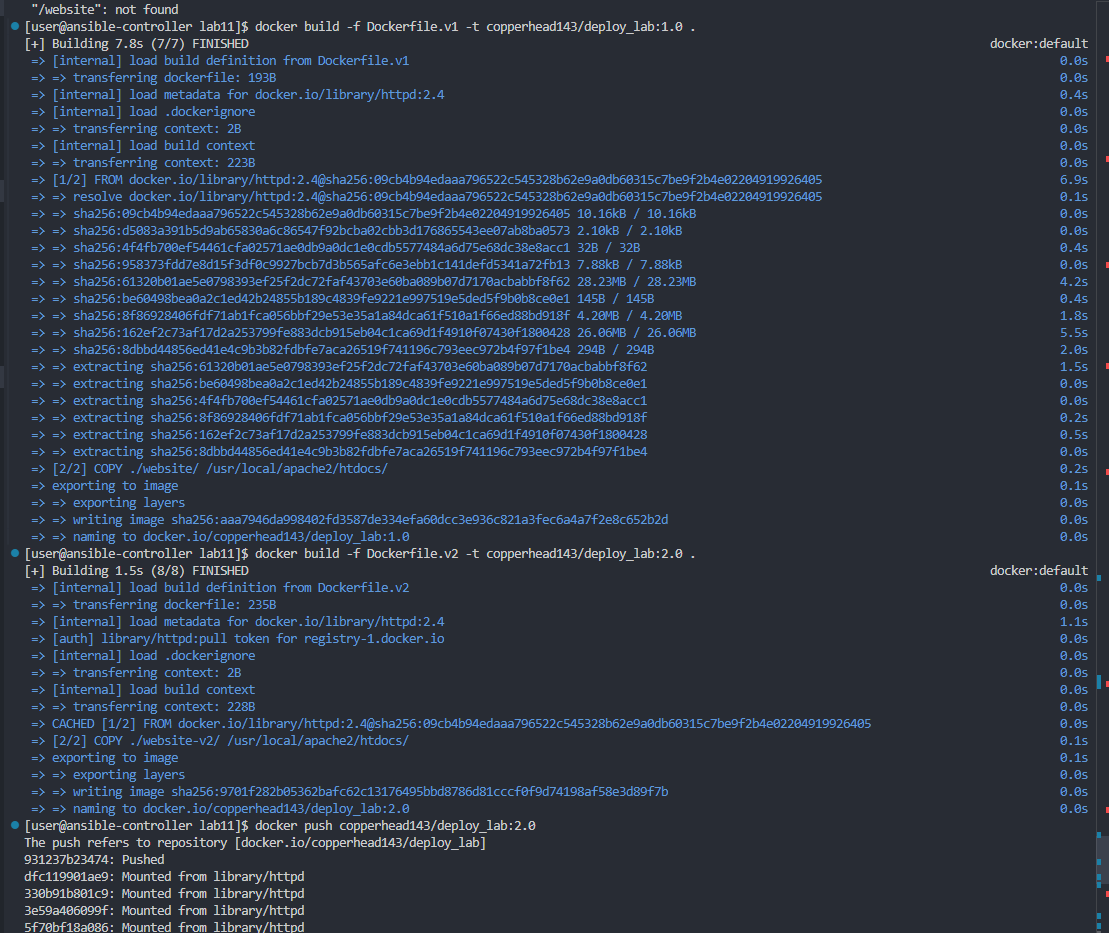 "/website": not found
[user@ansible-controller lab11]$ docker build -f Dockerfile.v1 -t copperhead143/deploy_lab:1.0 .
[+] Building 7.8s (7/7) FINISHED docker:default
=> [internal] load build definition from Dockerfile.v1 0.0s
=> => transferring dockerfile: 193B 0.0s
=> [internal] load metadata for docker.io/library/httpd:2.4 0.4s
=> [internal] load .dockerignore 0.0s
=> => transferring context: 2B 0.0s
=> [internal] load build context 0.0s
=> => transferring context: 223B 0.0s
=> [1/2] FROM docker.io/library/httpd:2.4@sha256:09cb4b94edaaa796522c545328b62e9a0db60315c7be9f2b4e02204919926405 6.9s
=> => resolve docker.io/library/httpd:2.4@sha256:09cb4b94edaaa796522c545328b62e9a0db60315c7be9f2b4e02204919926405 0.1s
=> => sha256:09cb4b94edaaa796522c545328b62e9a0db60315c7be9f2b4e02204919926405 10.16kB / 10.16kB 0.0s
=> => sha256:d5083a391b5d9ab65830a6c86547f92bcba02cbb3d176865543ee07ab8ba0573 2.10kB / 2.10kB 0.0s
=> => sha256:4f4fb700ef54461cfa02571ae0db9a0dc1e0cdb5577484a6d75e68dc38e8acc1 32B / 32B 0.4s
=> => sha256:958373fdd7e8d15f3df0c9927bcb7d3b565afc6e3ebb1c141defd5341a72fb13 7.88kB / 7.88kB 0.0s
=> => sha256:61320b01ae5e0798393ef25f2dc72faf43703e60ba089b07d7170acbabbf8f62 28.23MB / 28.23MB 4.2s
=> => sha256:be60498bea0a2c1ed42b24855b189c4839fe9221e997519e5ded5f9b0b8ce0e1 145B / 145B 0.4s
=> => sha256:8f86928406fdf71ab1fca056bbf29e53e35a1a84dca61f510a1f66ed88bd918f 4.20MB / 4.20MB 1.8s
=> => sha256:162ef2c73af17d2a253799fe883dcb915eb04c1ca69d1f4910f07430f1800428 26.06MB / 26.06MB 5.5s
=> => sha256:8dbbd44856ed41e4c9b3b82fdbfe7aca26519f741196c793eec972b4f97f1be4 294B / 294B 2.0s
=> => extracting sha256:61320b01ae5e0798393ef25f2dc72faf43703e60ba089b07d7170acbabbf8f62 1.5s
=> => extracting sha256:be60498bea0a2c1ed42b24855b189c4839fe9221e997519e5ded5f9b0b8ce0e1 0.0s
=> => extracting sha256:4f4fb700ef54461cfa02571ae0db9a0dc1e0cdb5577484a6d75e68dc38e8acc1 0.0s
=> => extracting sha256:8f86928406fdf71ab1fca056bbf29e53e35a1a84dca61f510a1f66ed88bd918f 0.2s
=> => extracting sha256:162ef2c73af17d2a253799fe883dcb915eb04c1ca69d1f4910f07430f1800428 0.5s
=> => extracting sha256:8dbbd44856ed41e4c9b3b82fdbfe7aca26519f741196c793eec972b4f97f1be4 0.0s
=> [2/2] COPY ./website/ /usr/local/apache2/htdocs/ 0.2s
=> exporting to image 0.1s
=> => exporting layers 0.0s
=> => writing image sha256:aaa7946da998402fd3587de334efa60dcc3e936c821a3fec6a4a7f2e8c652b2d 0.0s
=> => naming to docker.io/copperhead143/deploy_lab:1.0 0.0s
[user@ansible-controller lab11]$ docker build -f Dockerfile.v2 -t copperhead143/deploy_lab:2.0 .
[+] Building 1.5s (8/8) FINISHED docker:default
=> [internal] load build definition from Dockerfile.v2 0.0s
=> => transferring dockerfile: 235B 0.0s
=> [internal] load metadata for docker.io/library/httpd:2.4 1.1s
=> [auth] library/httpd:pull token for registry-1.docker.io 0.0s
=> [internal] load .dockerignore 0.0s
=> => transferring context: 2B 0.0s
=> [internal] load build context 0.0s
=> => transferring context: 228B 0.0s
=> CACHED [1/2] FROM docker.io/library/httpd:2.4@sha256:09cb4b94edaaa796522c545328b62e9a0db60315c7be9f2b4e02204919926405 0.0s
=> [2/2] COPY ./website-v2/ /usr/local/apache2/htdocs/ 0.1s
=> exporting to image 0.1s
=> => exporting layers 0.0s
=> => writing image sha256:9701f282b05362bafc62c13176495bbd8786d81cccf0f9d74198af58e3d89f7b 0.0s
=> => naming to docker.io/copperhead143/deploy_lab:2.0 0.0s
[user@ansible-controller lab11]$ docker push copperhead143/deploy_lab:2.0
The push refers to repository [docker.io/copperhead143/deploy_lab]
931237b23474: Pushed
dfc119901ae9: Mounted from library/httpd
330b91b801c9: Mounted from library/httpd
3e59a406099f: Mounted from library/httpd
5f70bf18a086: Mounted from library/httpd